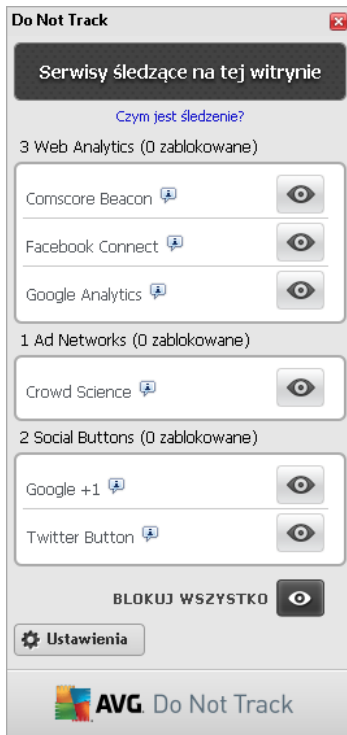 Do Not Track
Serwisy śledzące na tej witrynie
Czym jest śledzenie?
3 Web Analytics (0 zablokowane)
Comscore Beacon
Facebook Connect
Google Analytics
1 Ad Networks (0 zablokowane)
Crowd Science
2 Social Buttons (0 zablokowane)
Google +1
Twitter Button
BLOKUJ WSZYSTKO
Ustawienia
AVG. Do Not Track